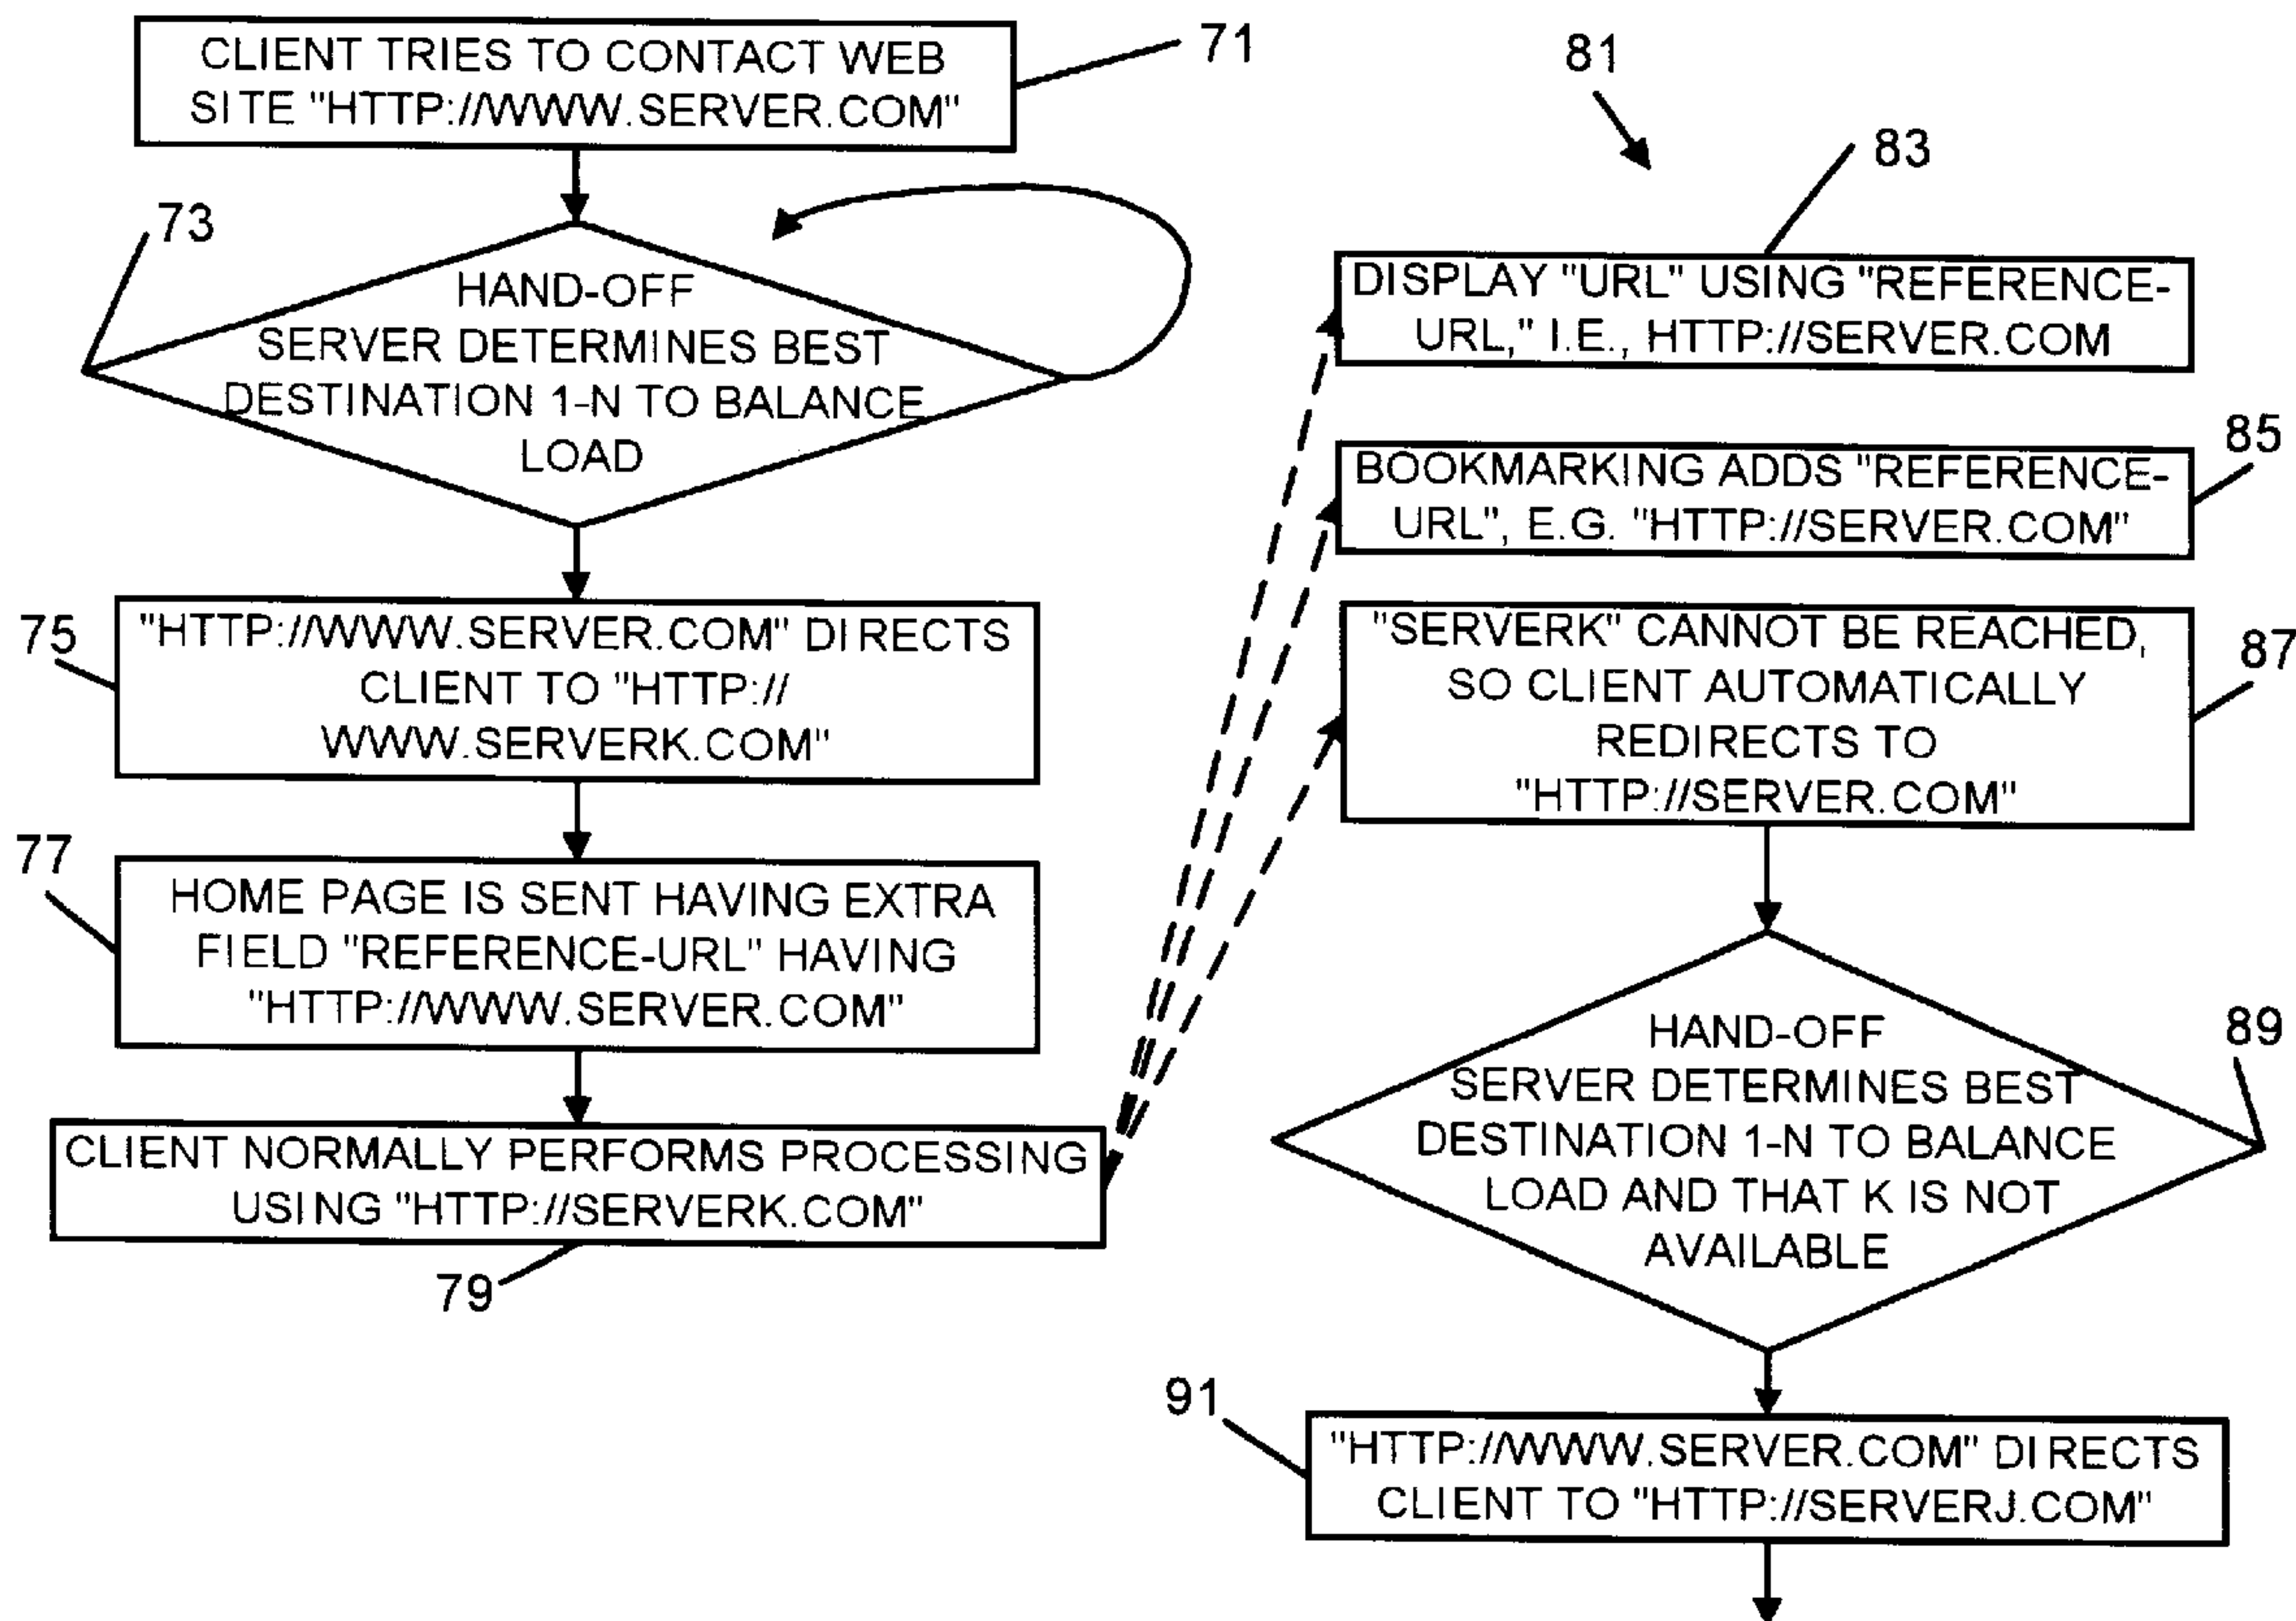 71
CLIENT TRIES TO CONTACT WEB
SITE "HTTP://WWW.SERVER.COM"
73
HAND-OFF
SERVER DETERMINES BEST
DESTINATION 1-N TO BALANCE
LOAD
75
"HTTP://WWW.SERVER.COM" DIRECTS
CLIENT TO "HTTP://
WWW.SERVERK.COM"
77
HOME PAGE IS SENT HAVING EXTRA
FIELD "REFERENCE-URL" HAVING
"HTTP://WWW.SERVER.COM"
CLIENT NORMALLY PERFORMS PROCESSING
USING "HTTP://SERVERK.COM"
79
81
83
DISPLAY "URL" USING "REFERENCE-
URL," I.E., HTTP://SERVER.COM
85
BOOKMARKING ADDS "REFERENCE-
URL", E.G. "HTTP://SERVER.COM"
87
"SERVERK" CANNOT BE REACHED,
SO CLIENT AUTOMATICALLY
REDIRECTS TO
"HTTP://SERVER.COM"
89
HAND-OFF
SERVER DETERMINES BEST
DESTINATION 1-N TO BALANCE
LOAD AND THAT K IS NOT
AVAILABLE
91
"HTTP://WWW.SERVER.COM" DIRECTS
CLIENT TO "HTTP://SERVERJ.COM"